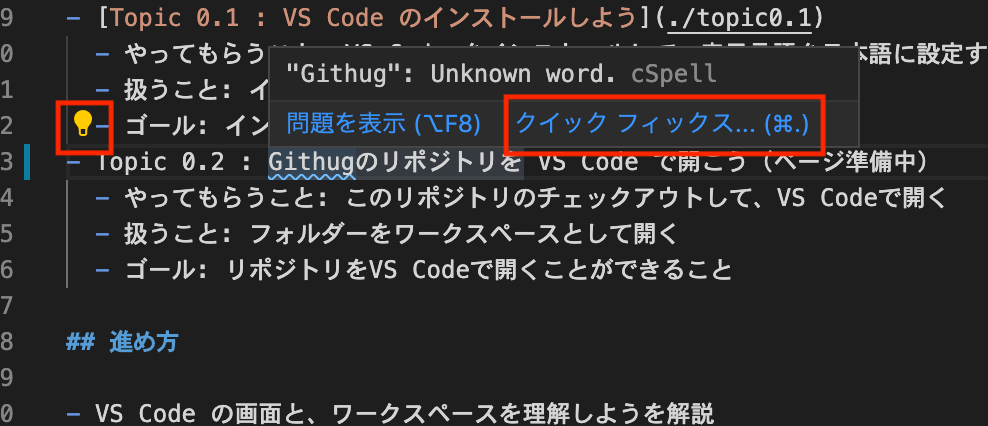 9 - [Topic 0.1 : VS Code のインストールしよう](./topic0.1)
0 - やってもらう 本語に設定す
"Githug": Unknown word. cSpell
1 - 扱うこと: イ
問題を表示 (⌥F8) クイック フィックス... (⌘.)
2 - ゴール: イン
3 - Topic 0.2 : Githugのリポジトリを VS Code で開こう（ページ準備中）
4 - やってもらうこと: このリポジトリのチェックアウトして、VS Codeで開く
5 - 扱うこと: フォルダーをワークスペースとして開く
6 - ゴール: リポジトリをVS Codeで開くことができること
7
8 ## 進め方
9
0 - VS Code の画面と、ワークスペースを理解しようを解説